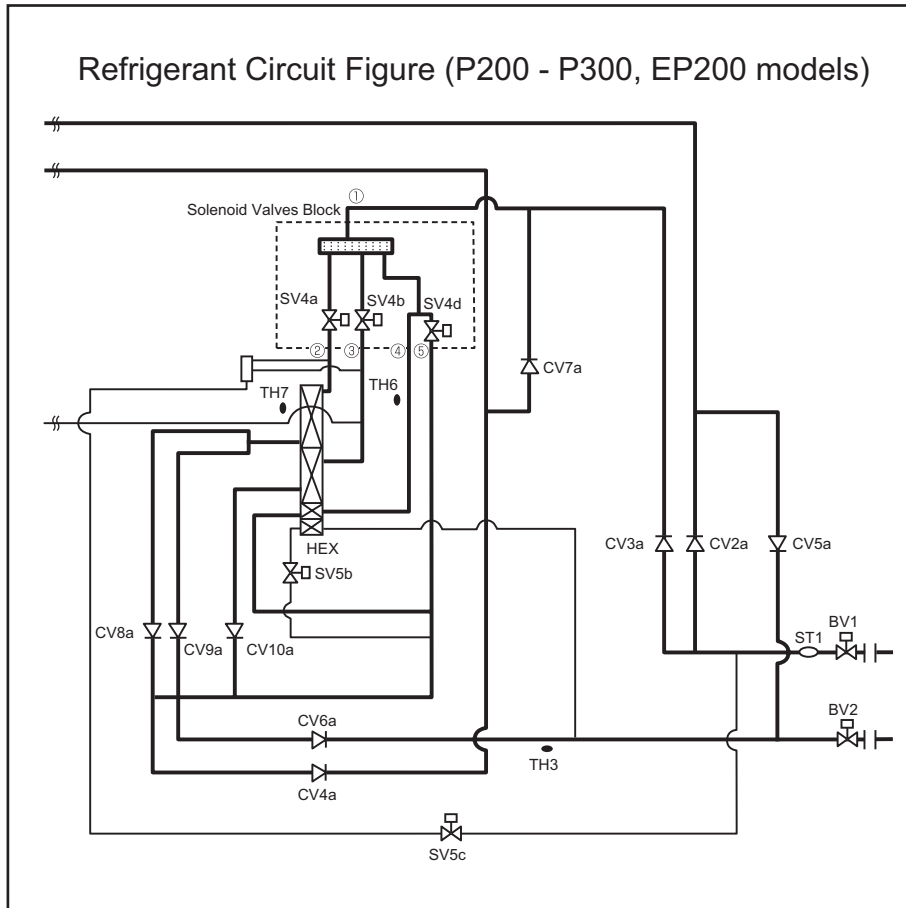 Refrigerant Circuit Figure (P200 - P300, EP200 models)
①
Solenoid Valves Block
SV4a
SV4b
SV4d
②
③
④
⑤
TH7
TH6
CV7a
HEX
SV5b
CV3a
CV2a
CV5a
CV8a
CV9a
CV10a
ST1
BV1
CV6a
BV2
TH3
CV4a
SV5c